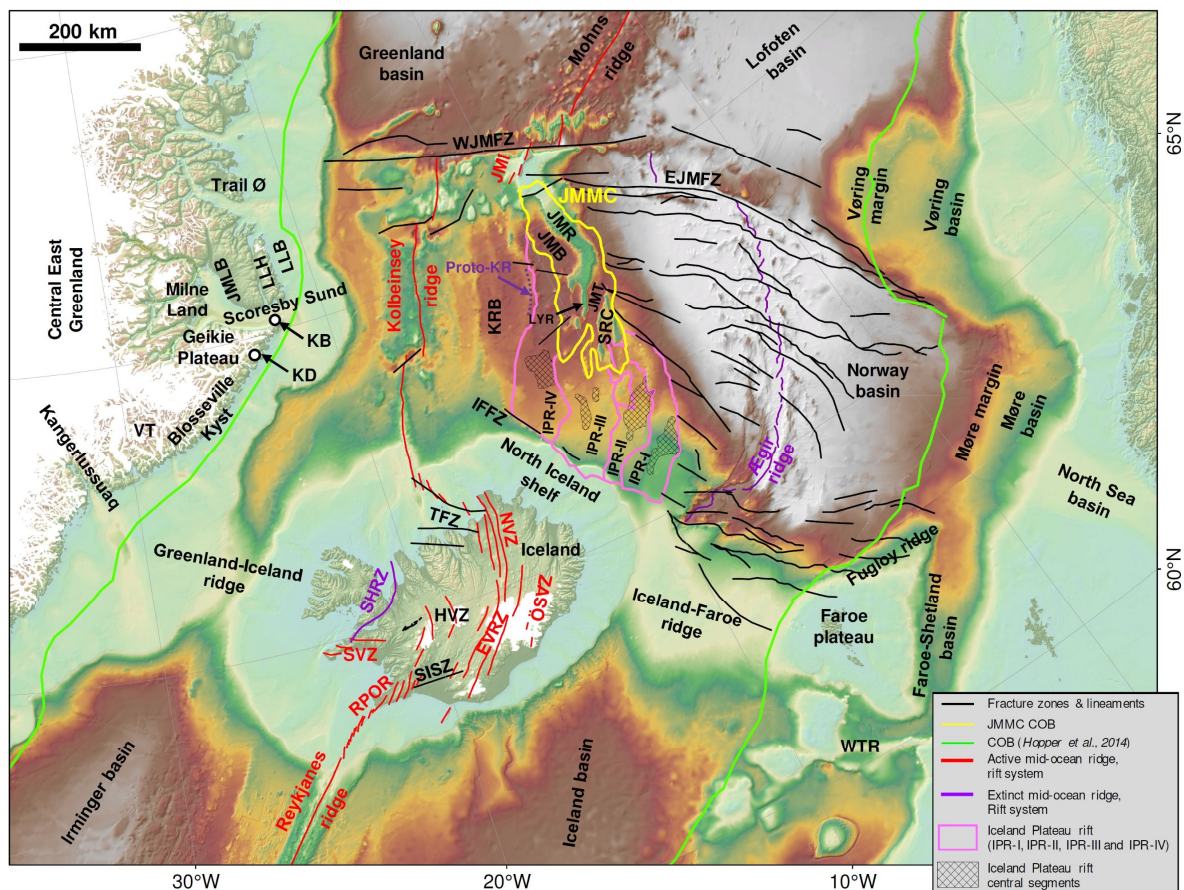 200 km
Greenland
basin
Mohns
ridge
Lofoten
basin
65°N
WJMFZ
JMI
EJMFZ
Vøring
margin
Vøring
basin
Trail Ø
JMMC
JMR
JMB
LLB
LLH
JMLB
Central East
Greenland
Milne
Land
Scoresby Sund
Kolbeinsey
ridge
Proto-KR
KRB
LYR
JMT
SRC
Geikie
Plateau
KB
KD
Norway
basin
Blosseville
Kyst
VT
Kangerlussuaq
IPR-IV
IPR-III
IPR-II
IPR-I
IFFZ
North Iceland
shelf
Ægir
ridge
Møre margin
Møre
basin
North Sea
basin
TFZ
NVZ
Iceland
Greenland-Iceland
ridge
SHRZ
HVZ
EVRZ
ÖSAZ
SVZ
SISZ
RPOR
Iceland-Faroe
ridge
Fugloy ridge
Faroe
plateau
Faroe-Shetland
basin
60°N
WTR
Irminger basin
Reykjanes
ridge
Iceland basin
Fracture zones & lineaments
JMMC COB
COB (Hopper et al., 2014)
Active mid-ocean ridge,
rift system
Extinct mid-ocean ridge,
Rift system
Iceland Plateau rift
(IPR-I, IPR-II, IPR-III and IPR-IV)
Iceland Plateau rift
central segments
30°W
20°W
10°W